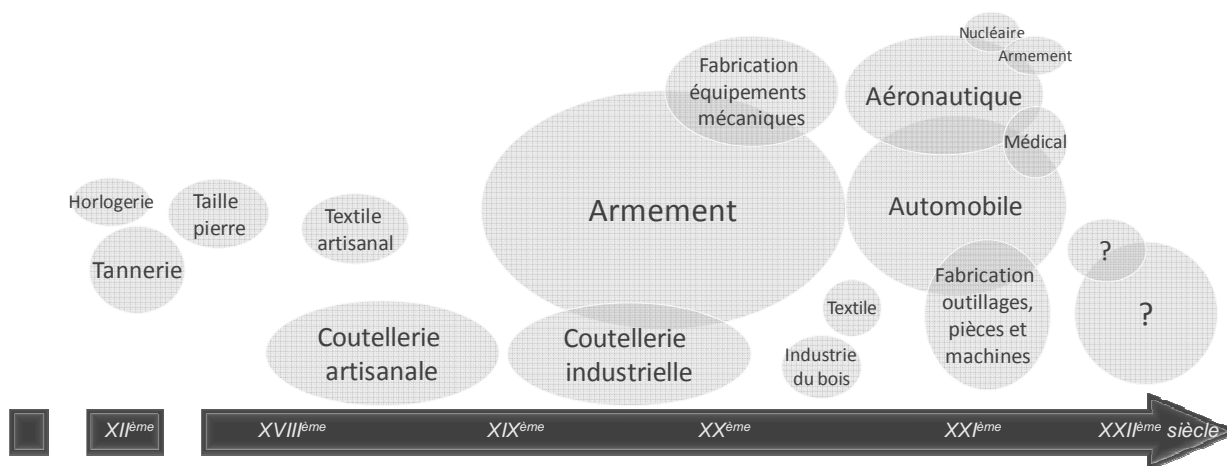 Nucléaire
Armement
Fabrication
équipements
mécaniques
Aéronautique
Médical
Horlogerie
Taille
pierre
Textile
artisanal
Armement
Automobile
Tannerie
?
Fabrication
outillages,
pièces et
machines
Textile
?
Coutellerie
artisanale
Coutellerie
industrielle
Industrie
du bois
XIIème
XVIIIème
XIXème
XXème
XXIème
XXIIème siècle